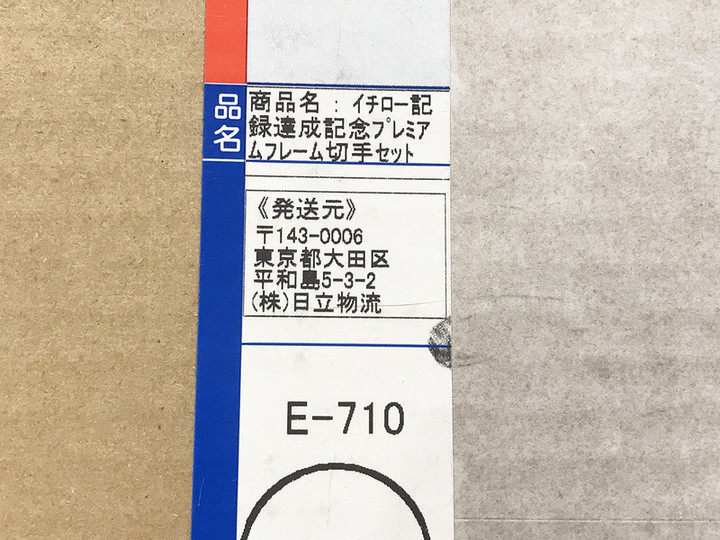 品名
商品名：イチロー記
録達成記念プレミア
ムフレーム切手セット
《発送元》
〒143-0006
東京都大田区
平和島5-3-2
(株)日立物流
E-710